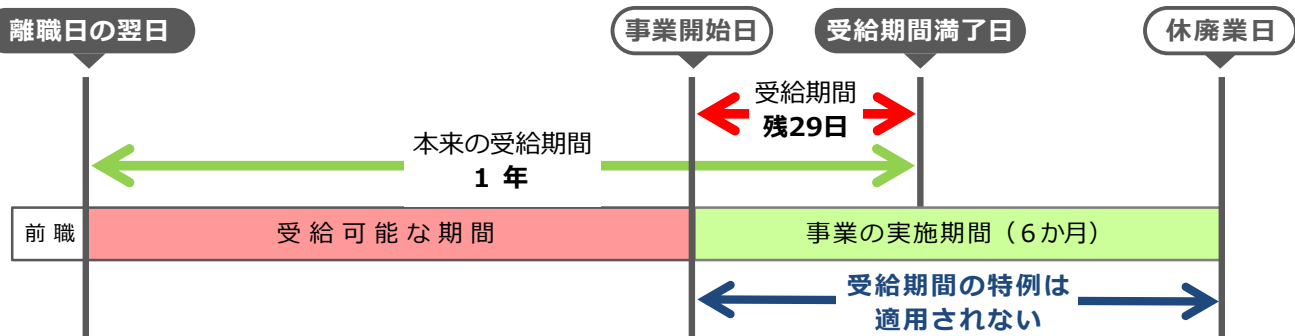 離職日の翌日
事業開始日
受給期間満了日
休廃業日
受給期間
残29日
本来の受給期間
1 年
前職
受給可能な期間
事業の実施期間（6か月）
受給期間の特例は
適用されない